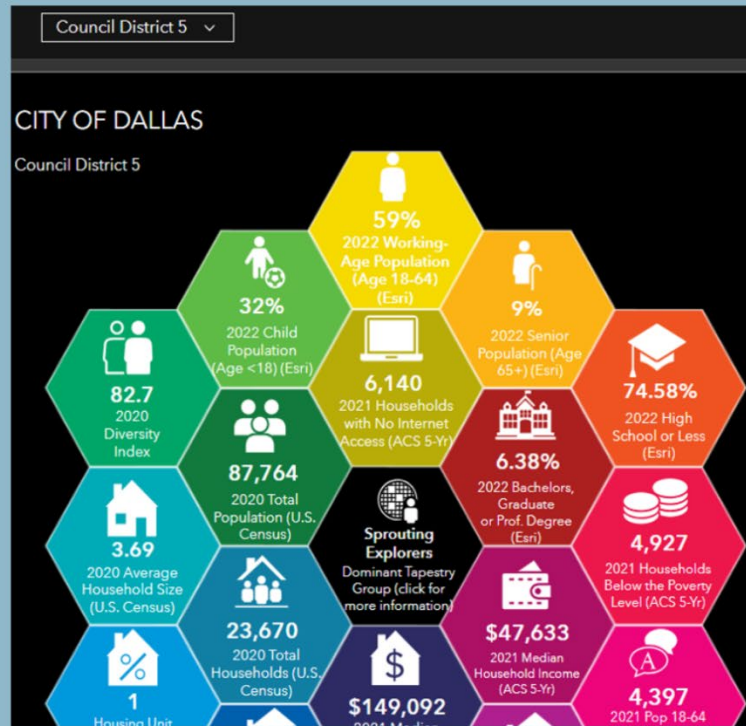 Council District 5
CITY OF DALLAS
Council District 5
59%
2022 Working-
Age Population
(Age 18-64)
(Esri)
32%
2022 Child
Population
(Age <18) (Esri)
9%
2022 Senior
Population (Age
65+) (Esri)
82.7
2020
Diversity
Index
6,140
2021 Households
with No Internet
Access (ACS 5-Yr)
74.58%
2022 High
School or Less
(Esri)
87,764
2020 Total
Population (U.S.
Census)
6.38%
2022 Bachelors,
Graduate
or Prof. Degree
(Esri)
3.69
2020 Average
Household Size
(U.S. Census)
Sprouting
Explorers
Dominant Tapestry
Group (click for
more information)
4,927
2021 Households
Below the Poverty
Level (ACS 5-Yr)
23,670
2020 Total
Households (U.S.
Census)
$47,633
2021 Median
Household Income
(ACS 5-Yr)
%
1
Housing Unit
$
$149,092
2021 Median
A
4,397
2021 Pop 18-64